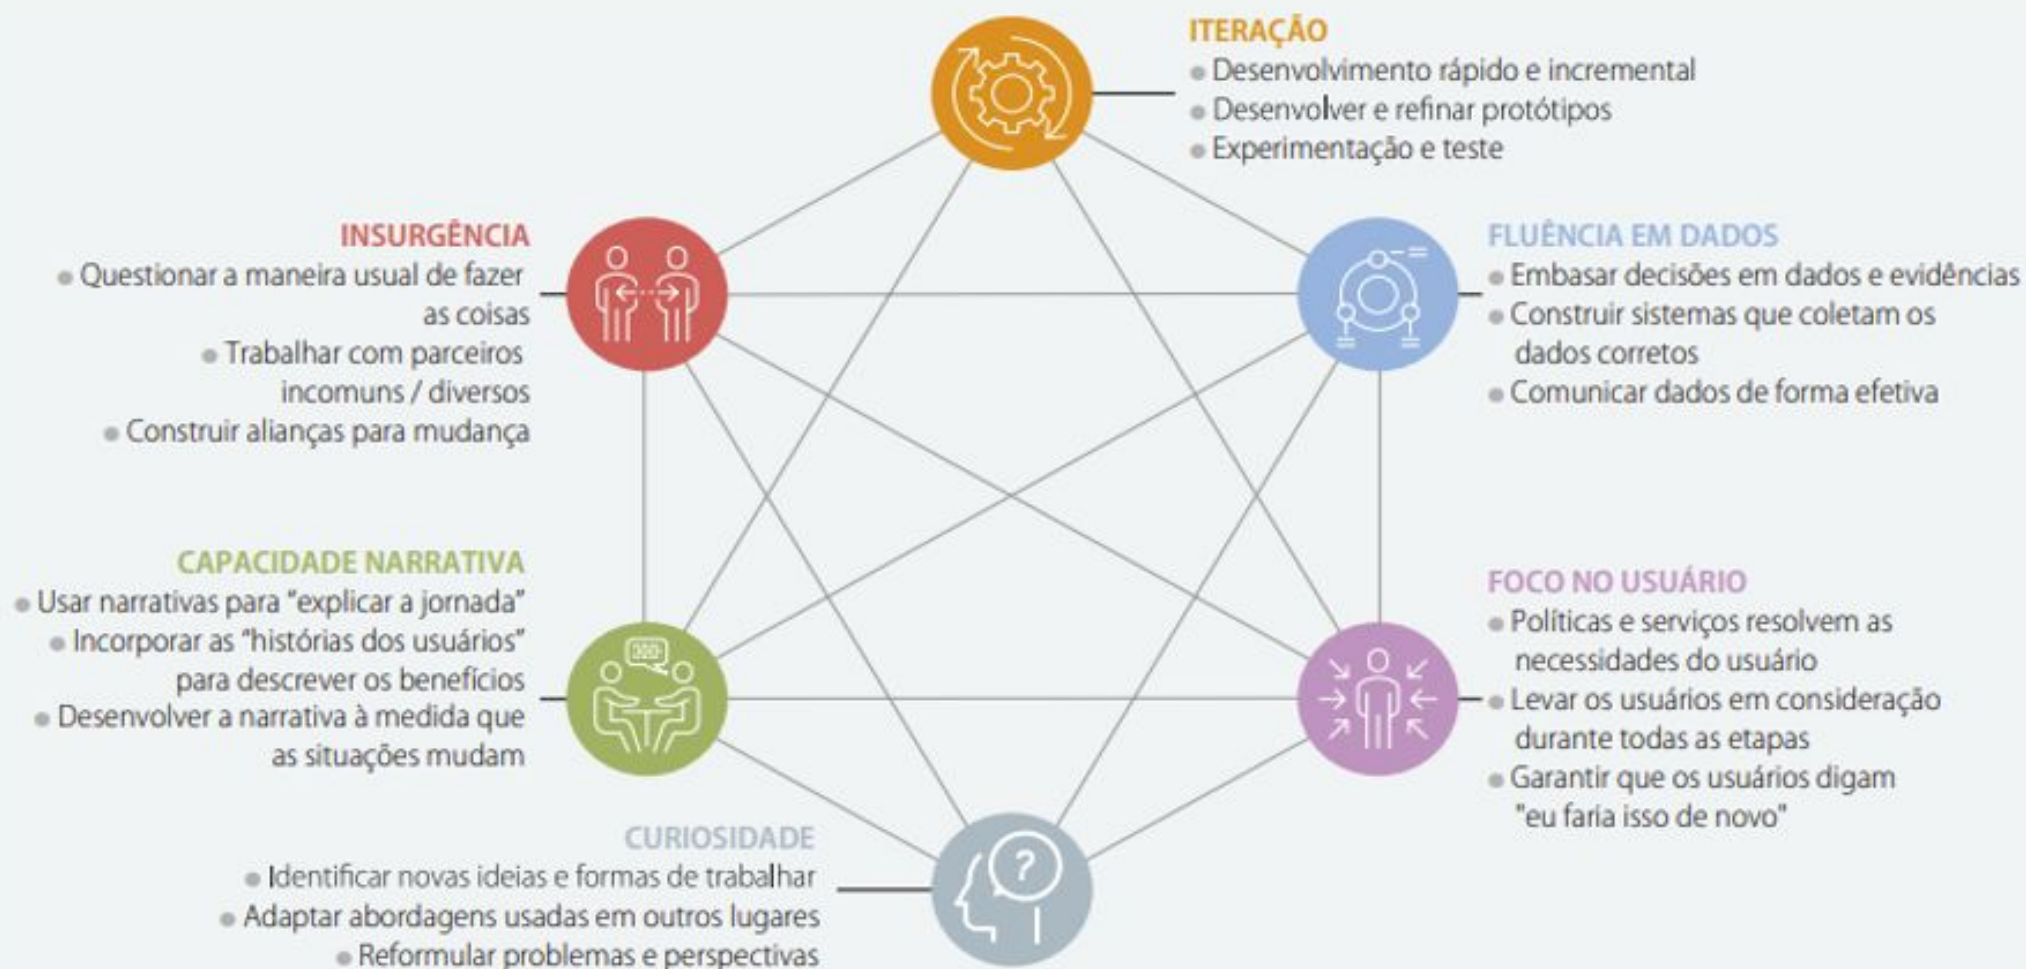 ITERAÇÃO
● Desenvolvimento rápido e incremental
● Desenvolver e refinar protótipos
● Experimentação e teste
INSURGÊNCIA
● Questionar a maneira usual de fazer
as coisas
● Trabalhar com parceiros
incomuns / diversos
● Construir alianças para mudança
FLUÊNCIA EM DADOS
● Embasar decisões em dados e evidências
● Construir sistemas que coletam os
dados corretos
● Comunicar dados de forma efetiva
CAPACIDADE NARRATIVA
● Usar narrativas para “explicar a jornada”
● Incorporar as “histórias dos usuários”
para descrever os benefícios
● Desenvolver a narrativa à medida que
as situações mudam
FOCO NO USUÁRIO
● Políticas e serviços resolvem as
necessidades do usuário
● Levar os usuários em consideração
durante todas as etapas
● Garantir que os usuários digam
"eu faria isso de novo"
CURIOSIDADE
● Identificar novas ideias e formas de trabalhar
● Adaptar abordagens usadas em outros lugares
● Reformular problemas e perspectivas
?